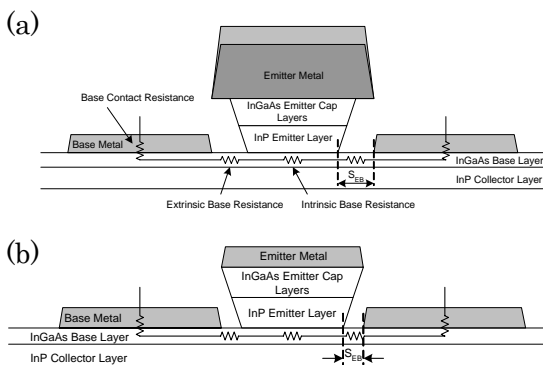 (a)
Emitter Metal
Base Contact Resistance
InGaAs Emitter Cap
Layers
Base Metal
InP Emitter Layer
InGaAs Base Layer
S_EB
InP Collector Layer
Extrinsic Base Resistance
Intrinsic Base Resistance
(b)
Emitter Metal
InGaAs Emitter Cap
Layers
Base Metal
InP Emitter Layer
InGaAs Base Layer
S_EB
InP Collector Layer